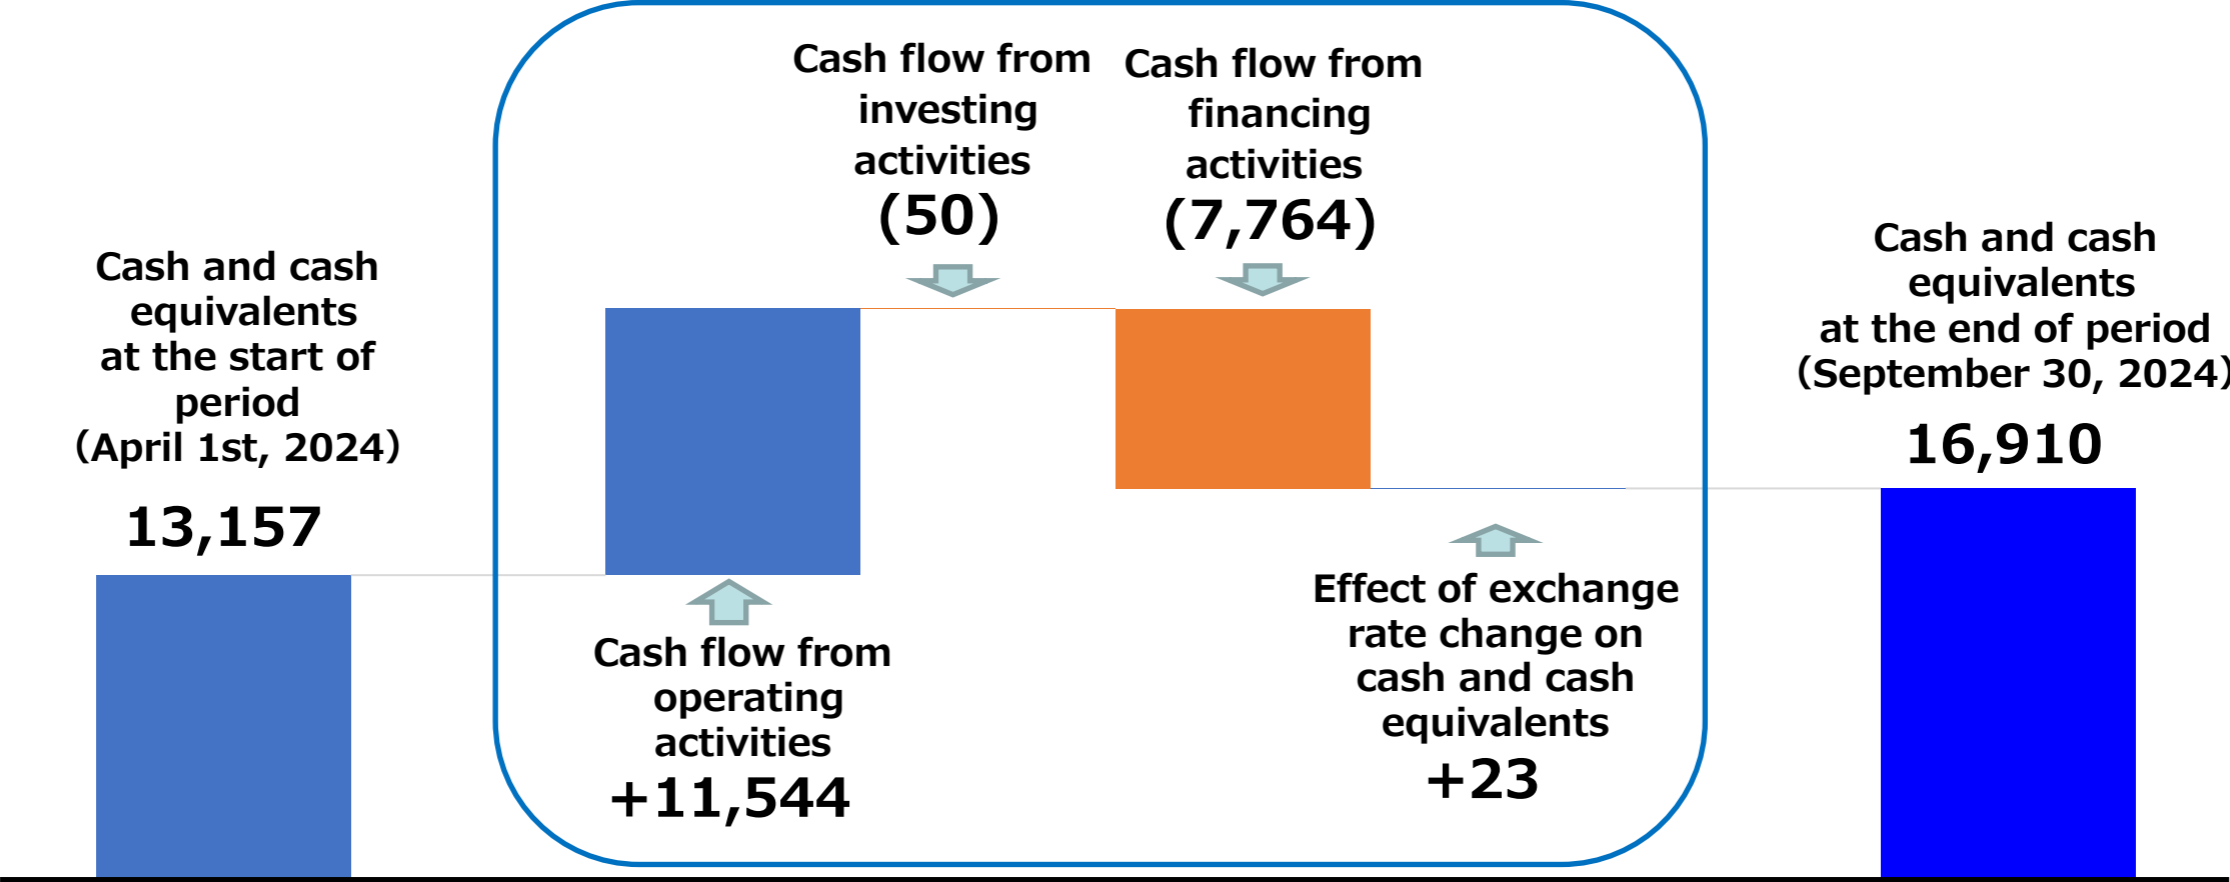 Cash and cash
equivalents
at the start of
period
(April 1st, 2024)
13,157
Cash flow from
operating
activities
+11,544
Cash flow from
investing
activities
(50)
Cash flow from
financing
activities
(7,764)
Effect of exchange
rate change on
cash and cash
equivalents
+23
Cash and cash
equivalents
at the end of period
(September 30, 2024)
16,910